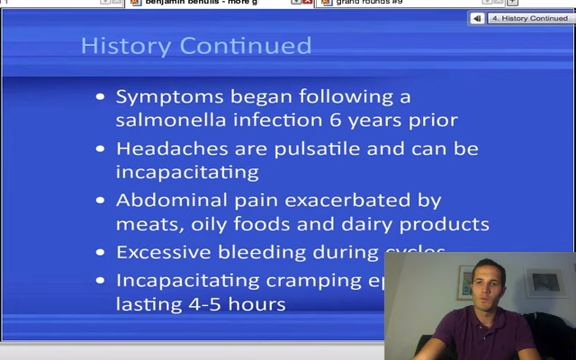 benjamin benulis - more g
grand rounds #9
4. History Continued
History Continued
• Symptoms began following a
salmonella infection 6 years prior
• Headaches are pulsatile and can be
incapacitating
• Abdominal pain exacerbated by
meats, oily foods and dairy products
• Excessive bleeding during cycles
• Incapacitating cramping
lasting 4-5 hours